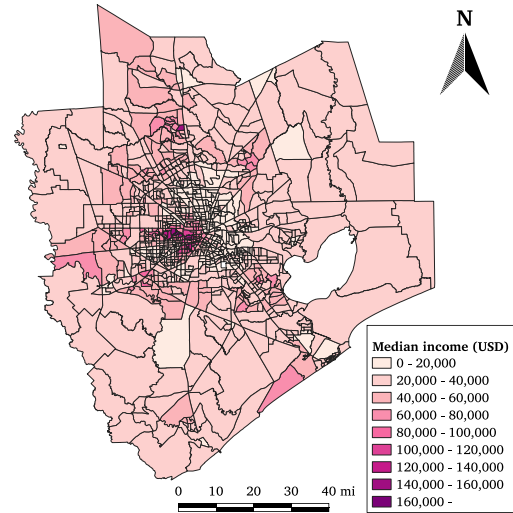 N
Median income (USD)
0 - 20,000
20,000 - 40,000
40,000 - 60,000
60,000 - 80,000
80,000 - 100,000
100,000 - 120,000
120,000 - 140,000
140,000 - 160,000
160,000 -
0 10 20 30 40 mi